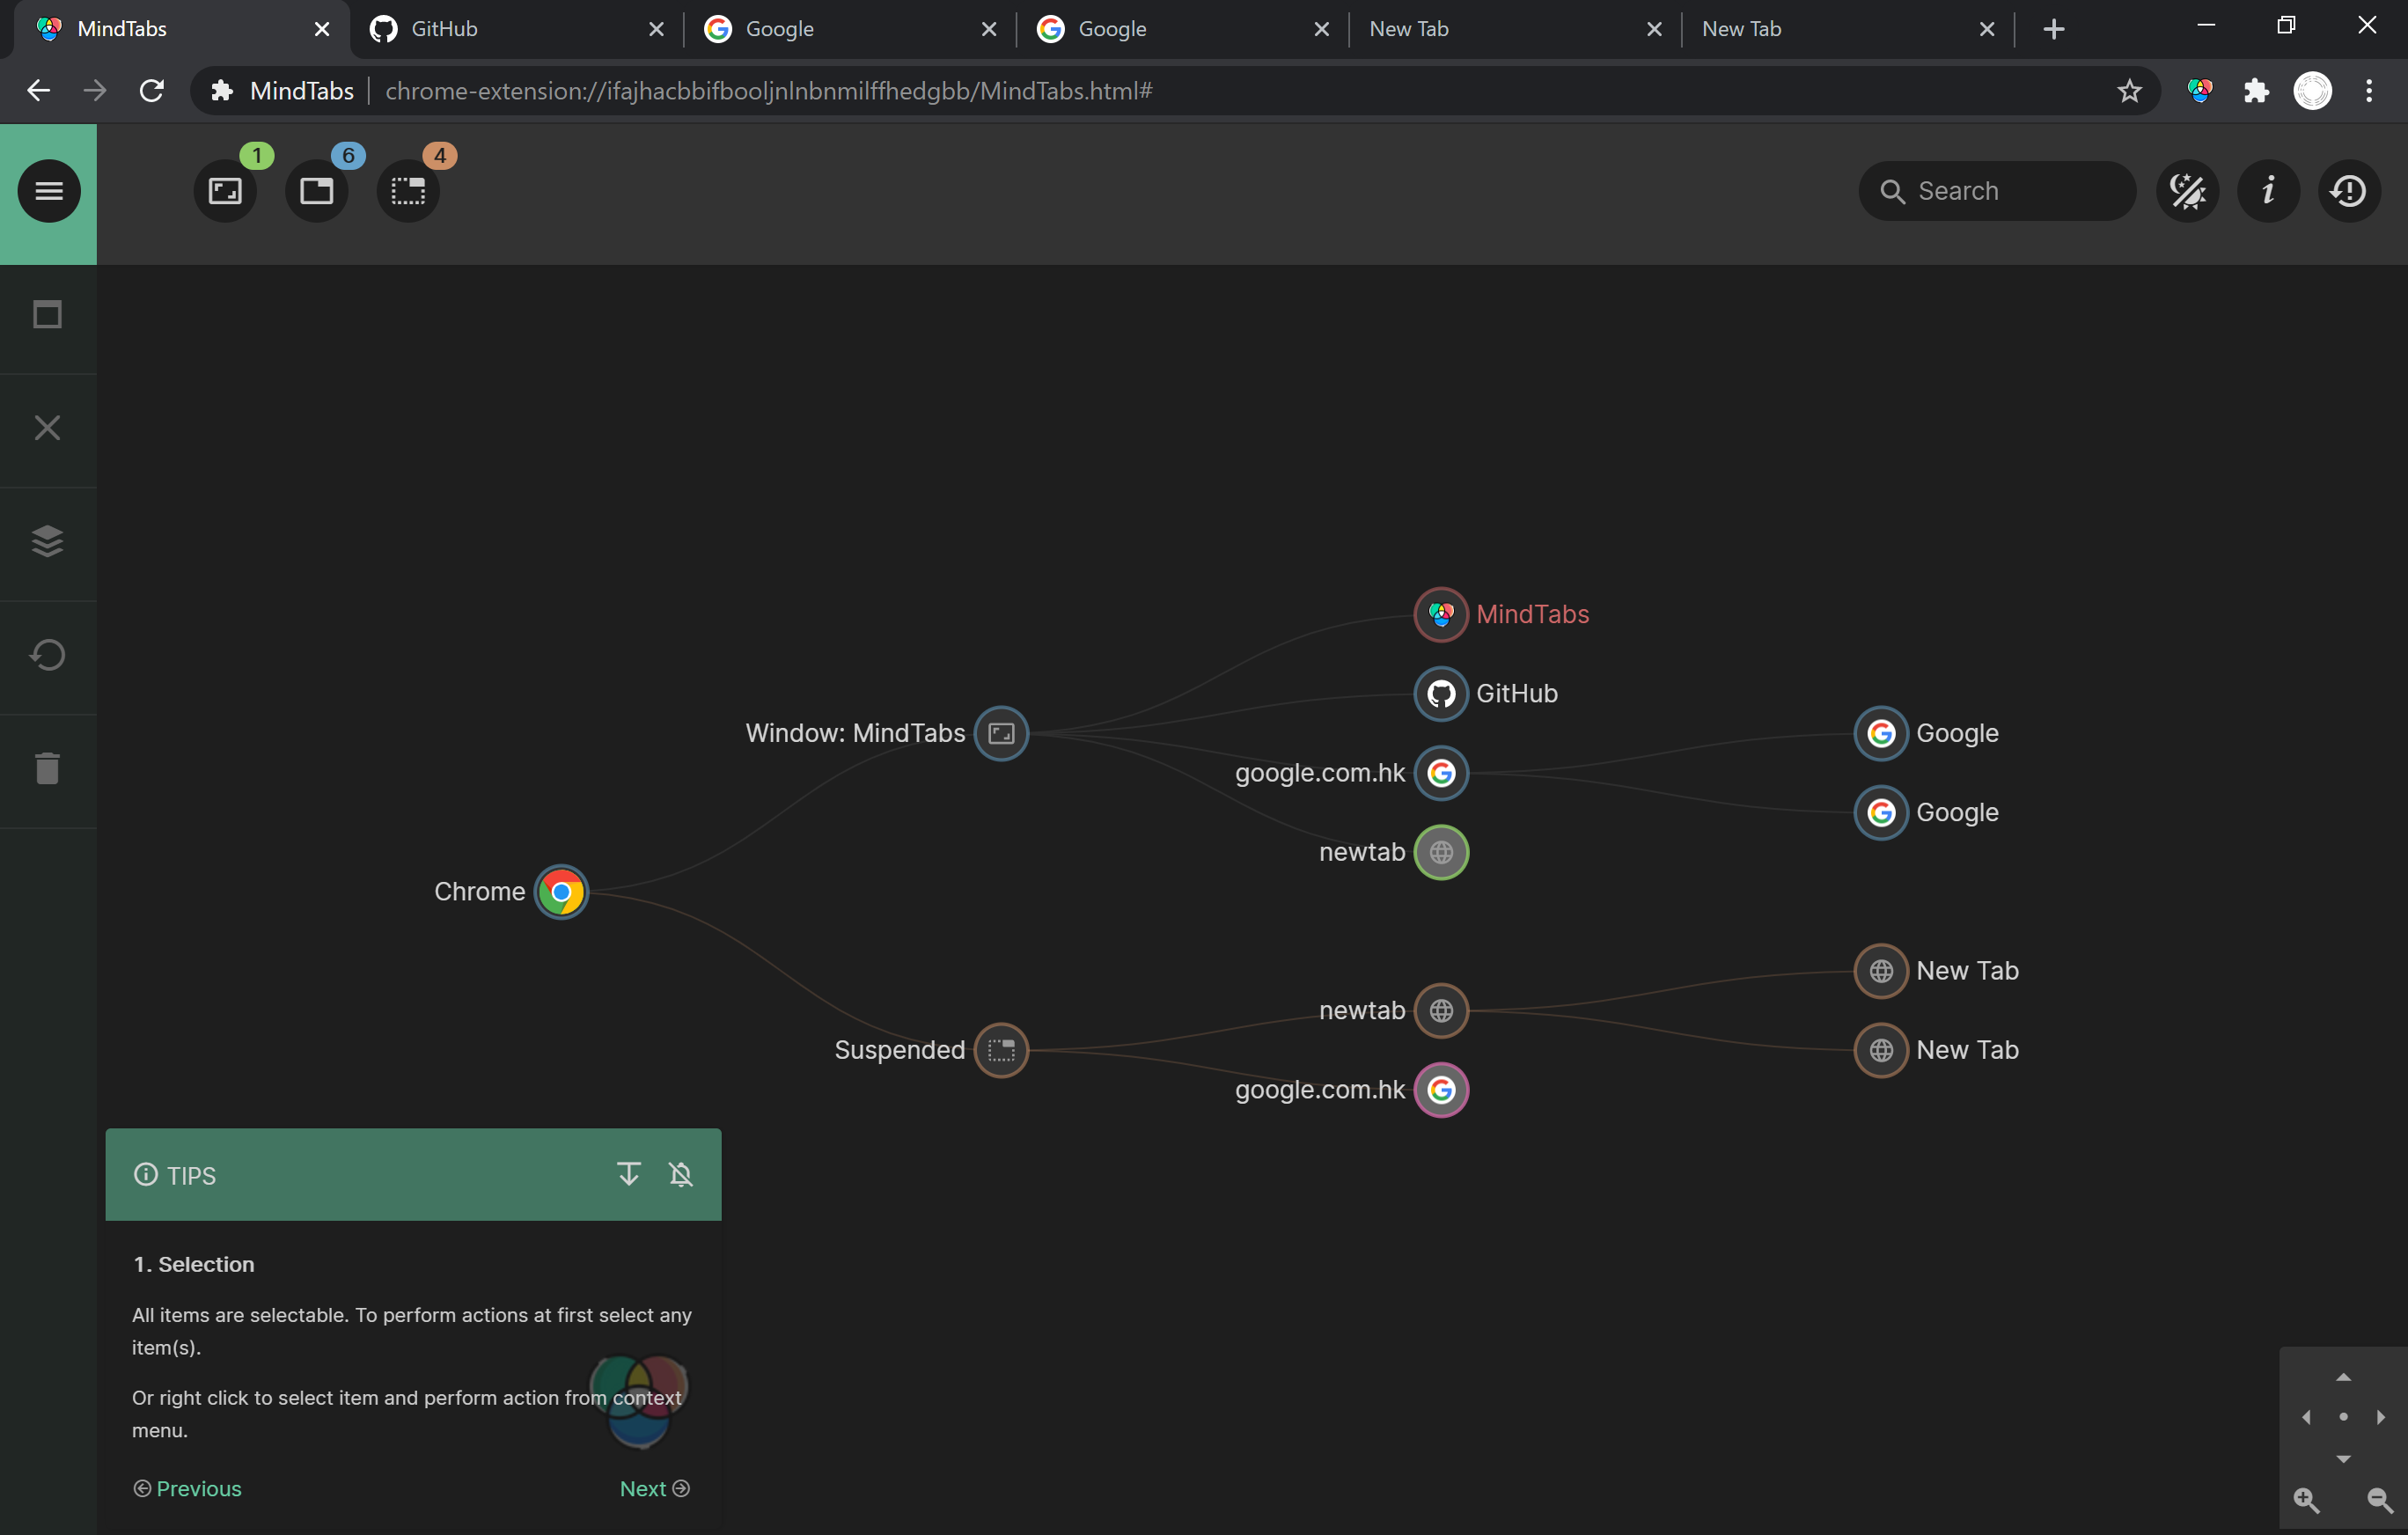 MindTabs
GitHub
Google
Google
New Tab
New Tab
MindTabs
chrome-extension://ifajhacbbifbooljnlnbnmilffhedgbb/MindTabs.html#
1
6
4
Search
i
MindTabs
GitHub
Window: MindTabs
Google
google.com.hk
Google
newtab
Chrome
New Tab
newtab
Suspended
New Tab
google.com.hk
TIPS
1. Selection
All items are selectable. To perform actions at first select any
item(s).
Or right click to select item and perform action from context
menu.
Previous
Next